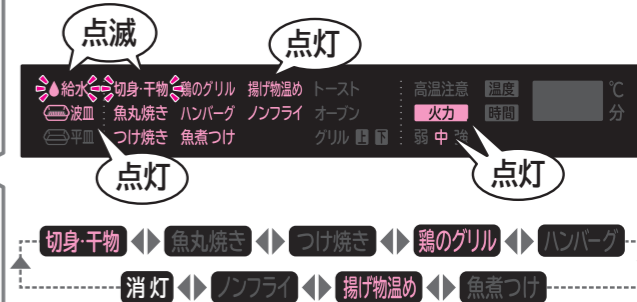 点滅
点灯
給水 切身・干物 鶏のグリル 揚げ物温め トースト 高温注意 温度 ℃
波皿 魚丸焼き ハンバーグ ノンフライ オーブン 火力 時間 分
平皿 つけ焼き 魚煮つけ グリル 上 下 弱 中 強
点灯
点灯
切身・干物 魚丸焼き つけ焼き 鶏のグリル ハンバーグ
消灯 ノンフライ 揚げ物温め 魚煮つけ